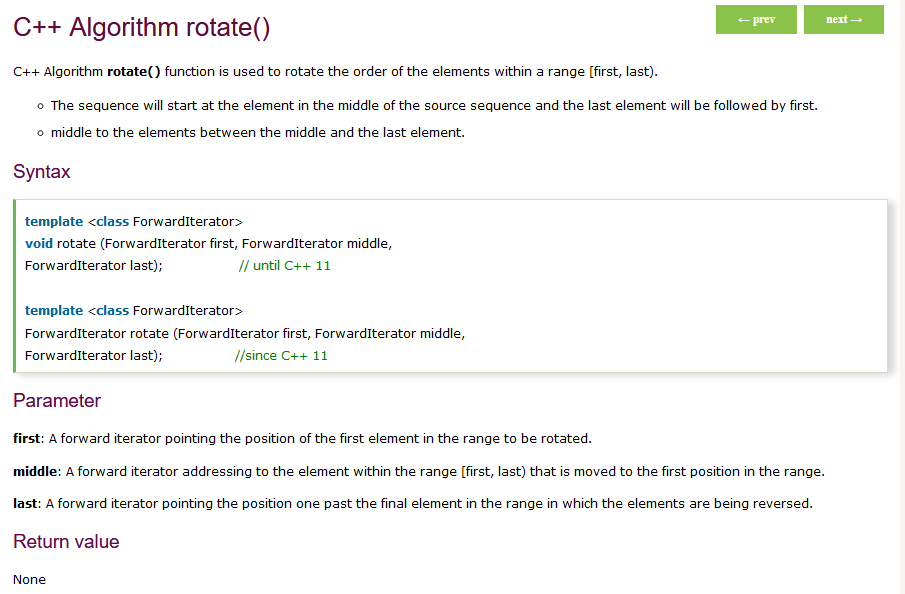 C++ Algorithm rotate()
← prev
next →
C++ Algorithm rotate() function is used to rotate the order of the elements within a range [first, last).
The sequence will start at the element in the middle of the source sequence and the last element will be followed by first.
middle to the elements between the middle and the last element.
Syntax
template <class ForwardIterator>
void rotate (ForwardIterator first, ForwardIterator middle,
ForwardIterator last); // until C++ 11
template <class ForwardIterator>
ForwardIterator rotate (ForwardIterator first, ForwardIterator middle,
ForwardIterator last); //since C++ 11
Parameter
first: A forward iterator pointing the position of the first element in the range to be rotated.
middle: A forward iterator addressing to the element within the range [first, last) that is moved to the first position in the range.
last: A forward iterator pointing the position one past the final element in the range in which the elements are being reversed.
Return value
None